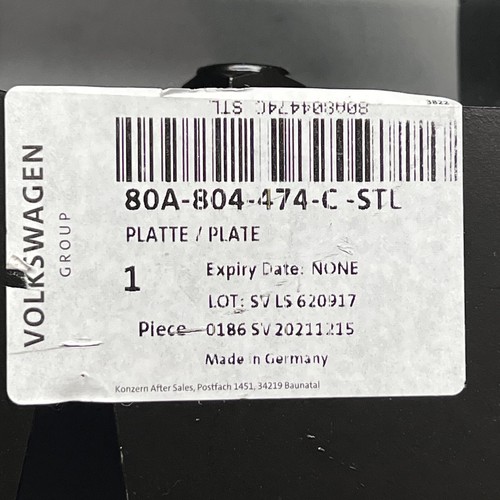 80A804474C STL
3822
VOLKSWAGEN
GROUP
80A-804-474-C -STL
PLATTE / PLATE
1
Expiry Date: NONE
LOT: SV LS 620917
Piece 0186 SV 20211215
Made in Germany
Konzern After Sales, Postfach 1451, 34219 Baunatal